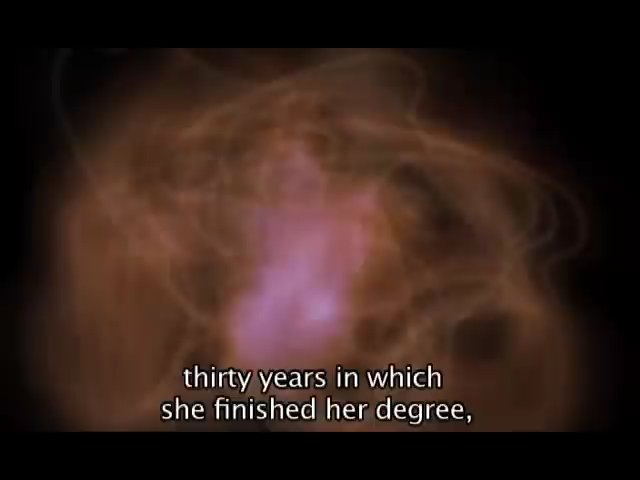 thirty years in which
she finished her degree,